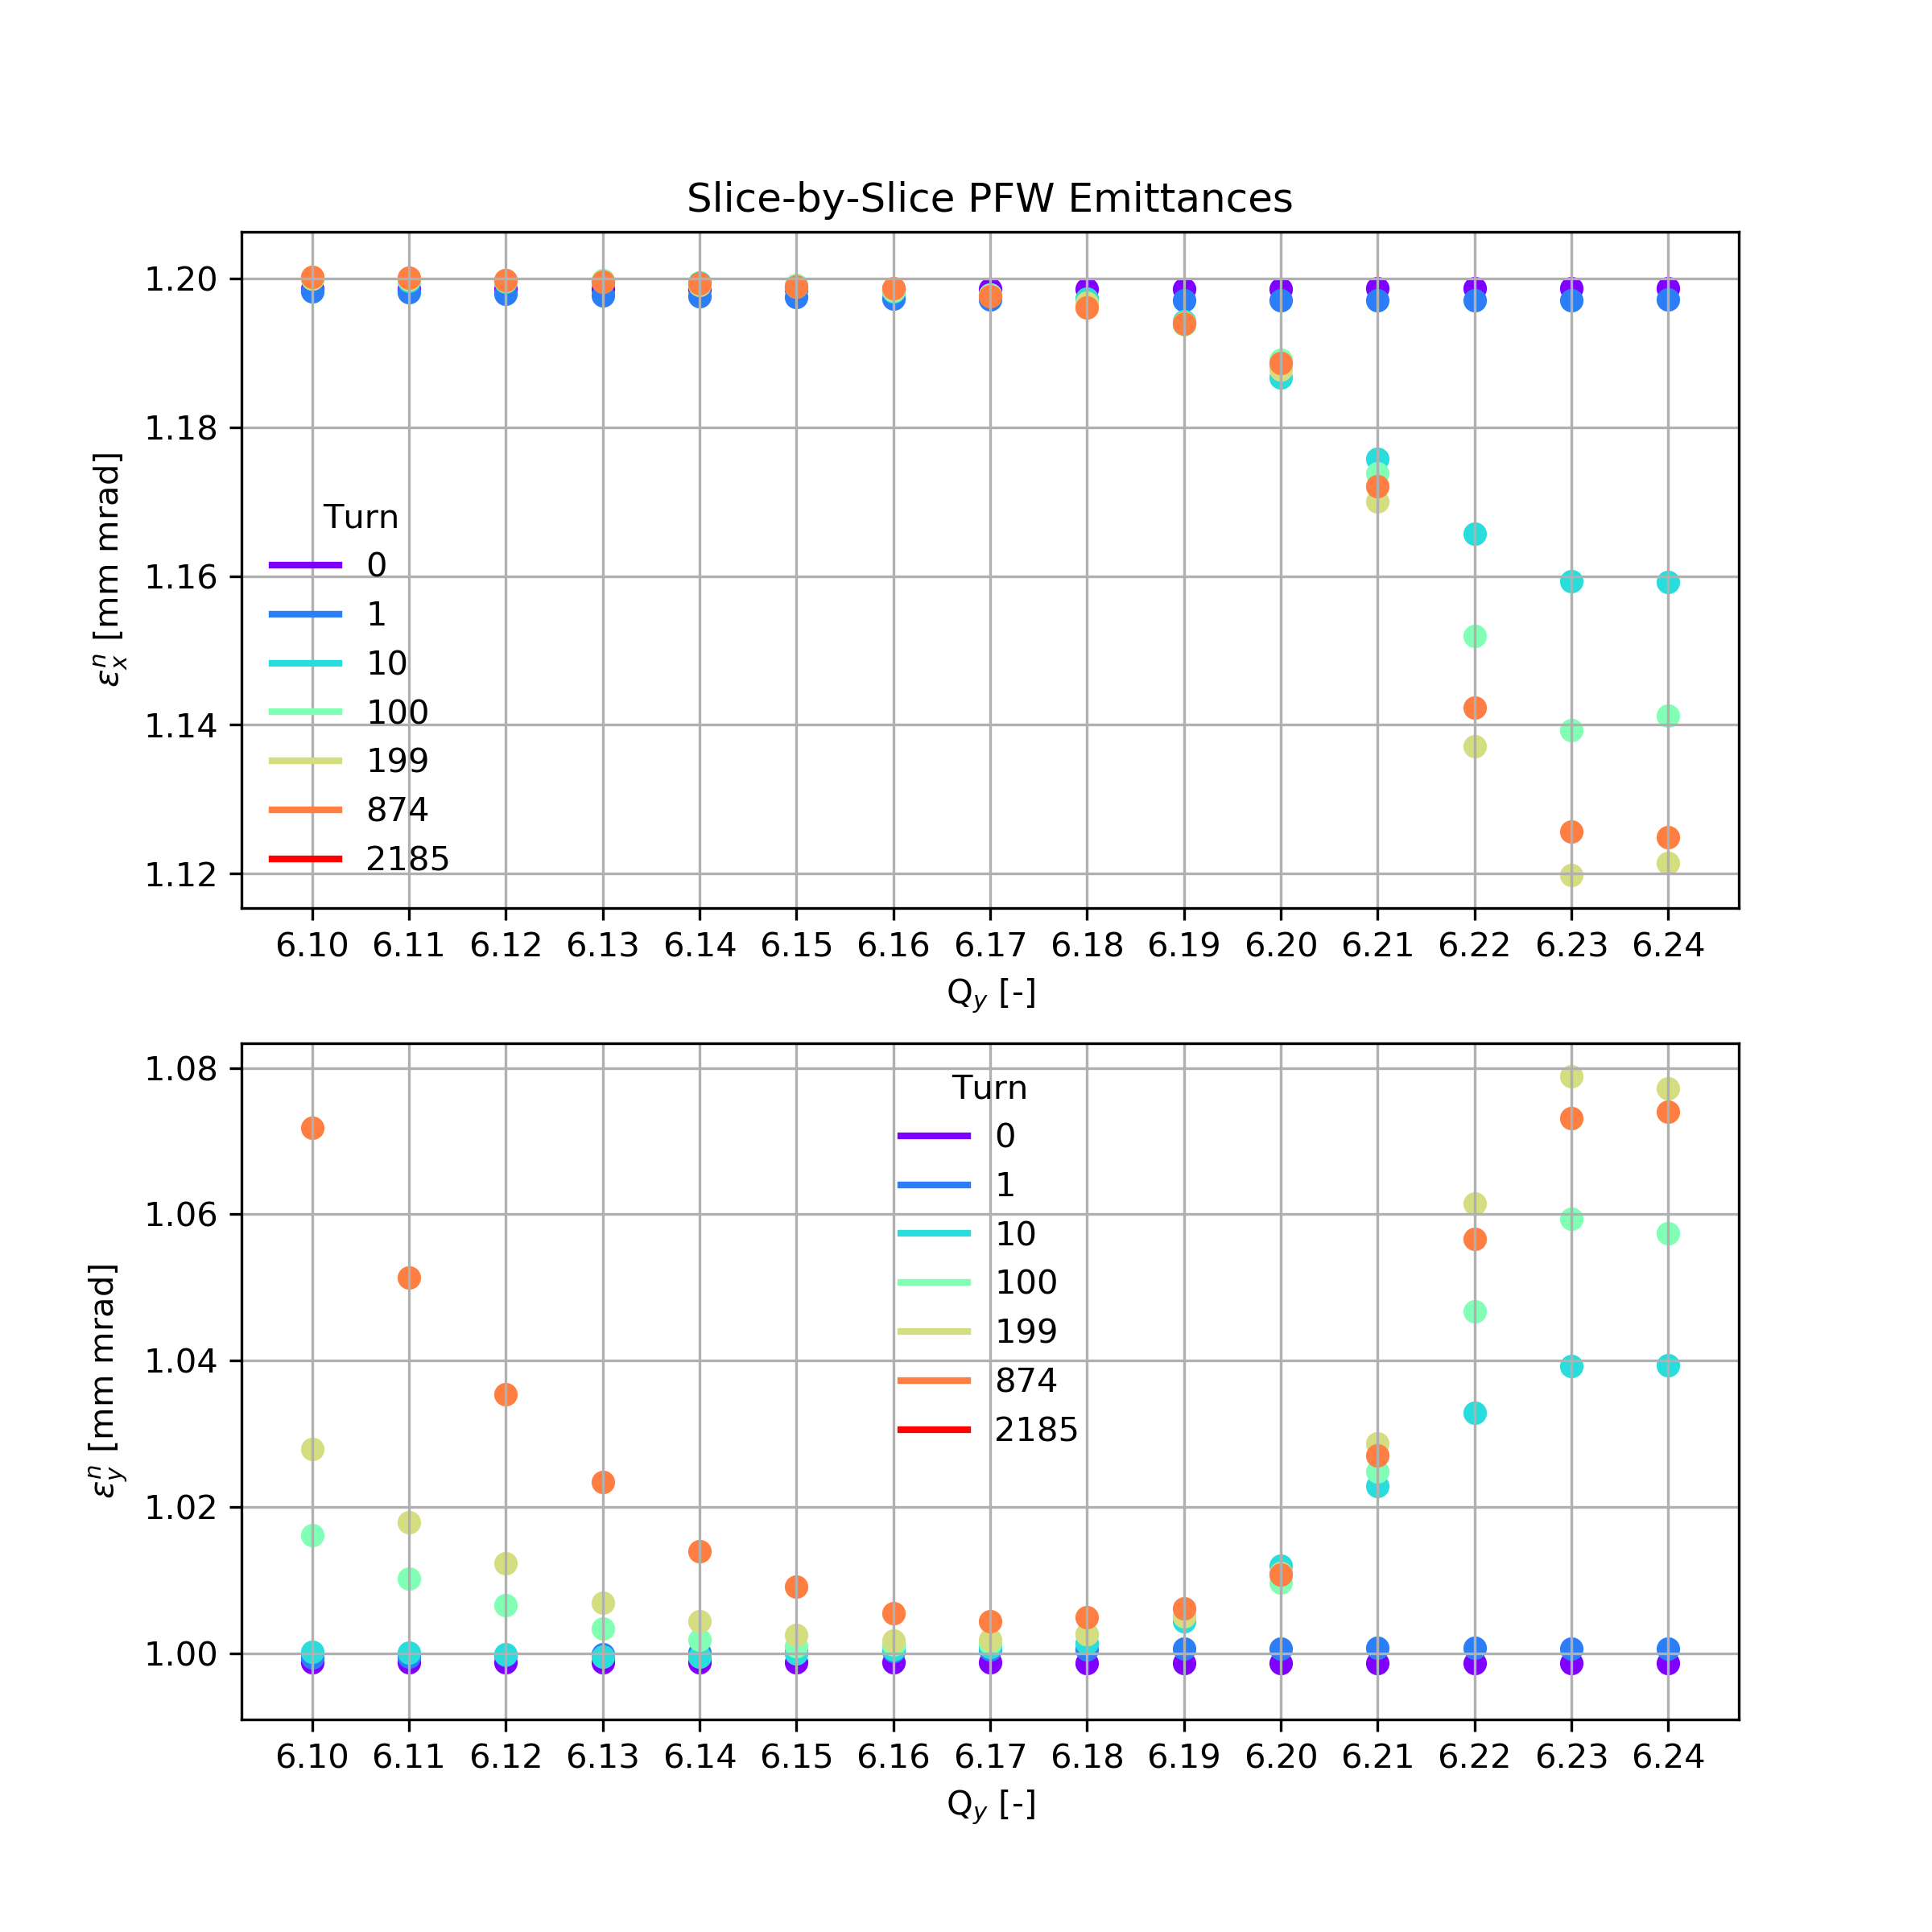 Slice-by-Slice PFW Emittances
1.20
1.18
1.16
1.14
1.12
εₓⁿ [mm mrad]
Turn
0
1
10
100
199
874
2185
6.10 6.11 6.12 6.13 6.14 6.15 6.16 6.17 6.18 6.19 6.20 6.21 6.22 6.23 6.24
Q_y [-]
1.08
1.06
1.04
1.02
1.00
ε_yⁿ [mm mrad]
Turn
0
1
10
100
199
874
2185
6.10 6.11 6.12 6.13 6.14 6.15 6.16 6.17 6.18 6.19 6.20 6.21 6.22 6.23 6.24
Q_y [-]